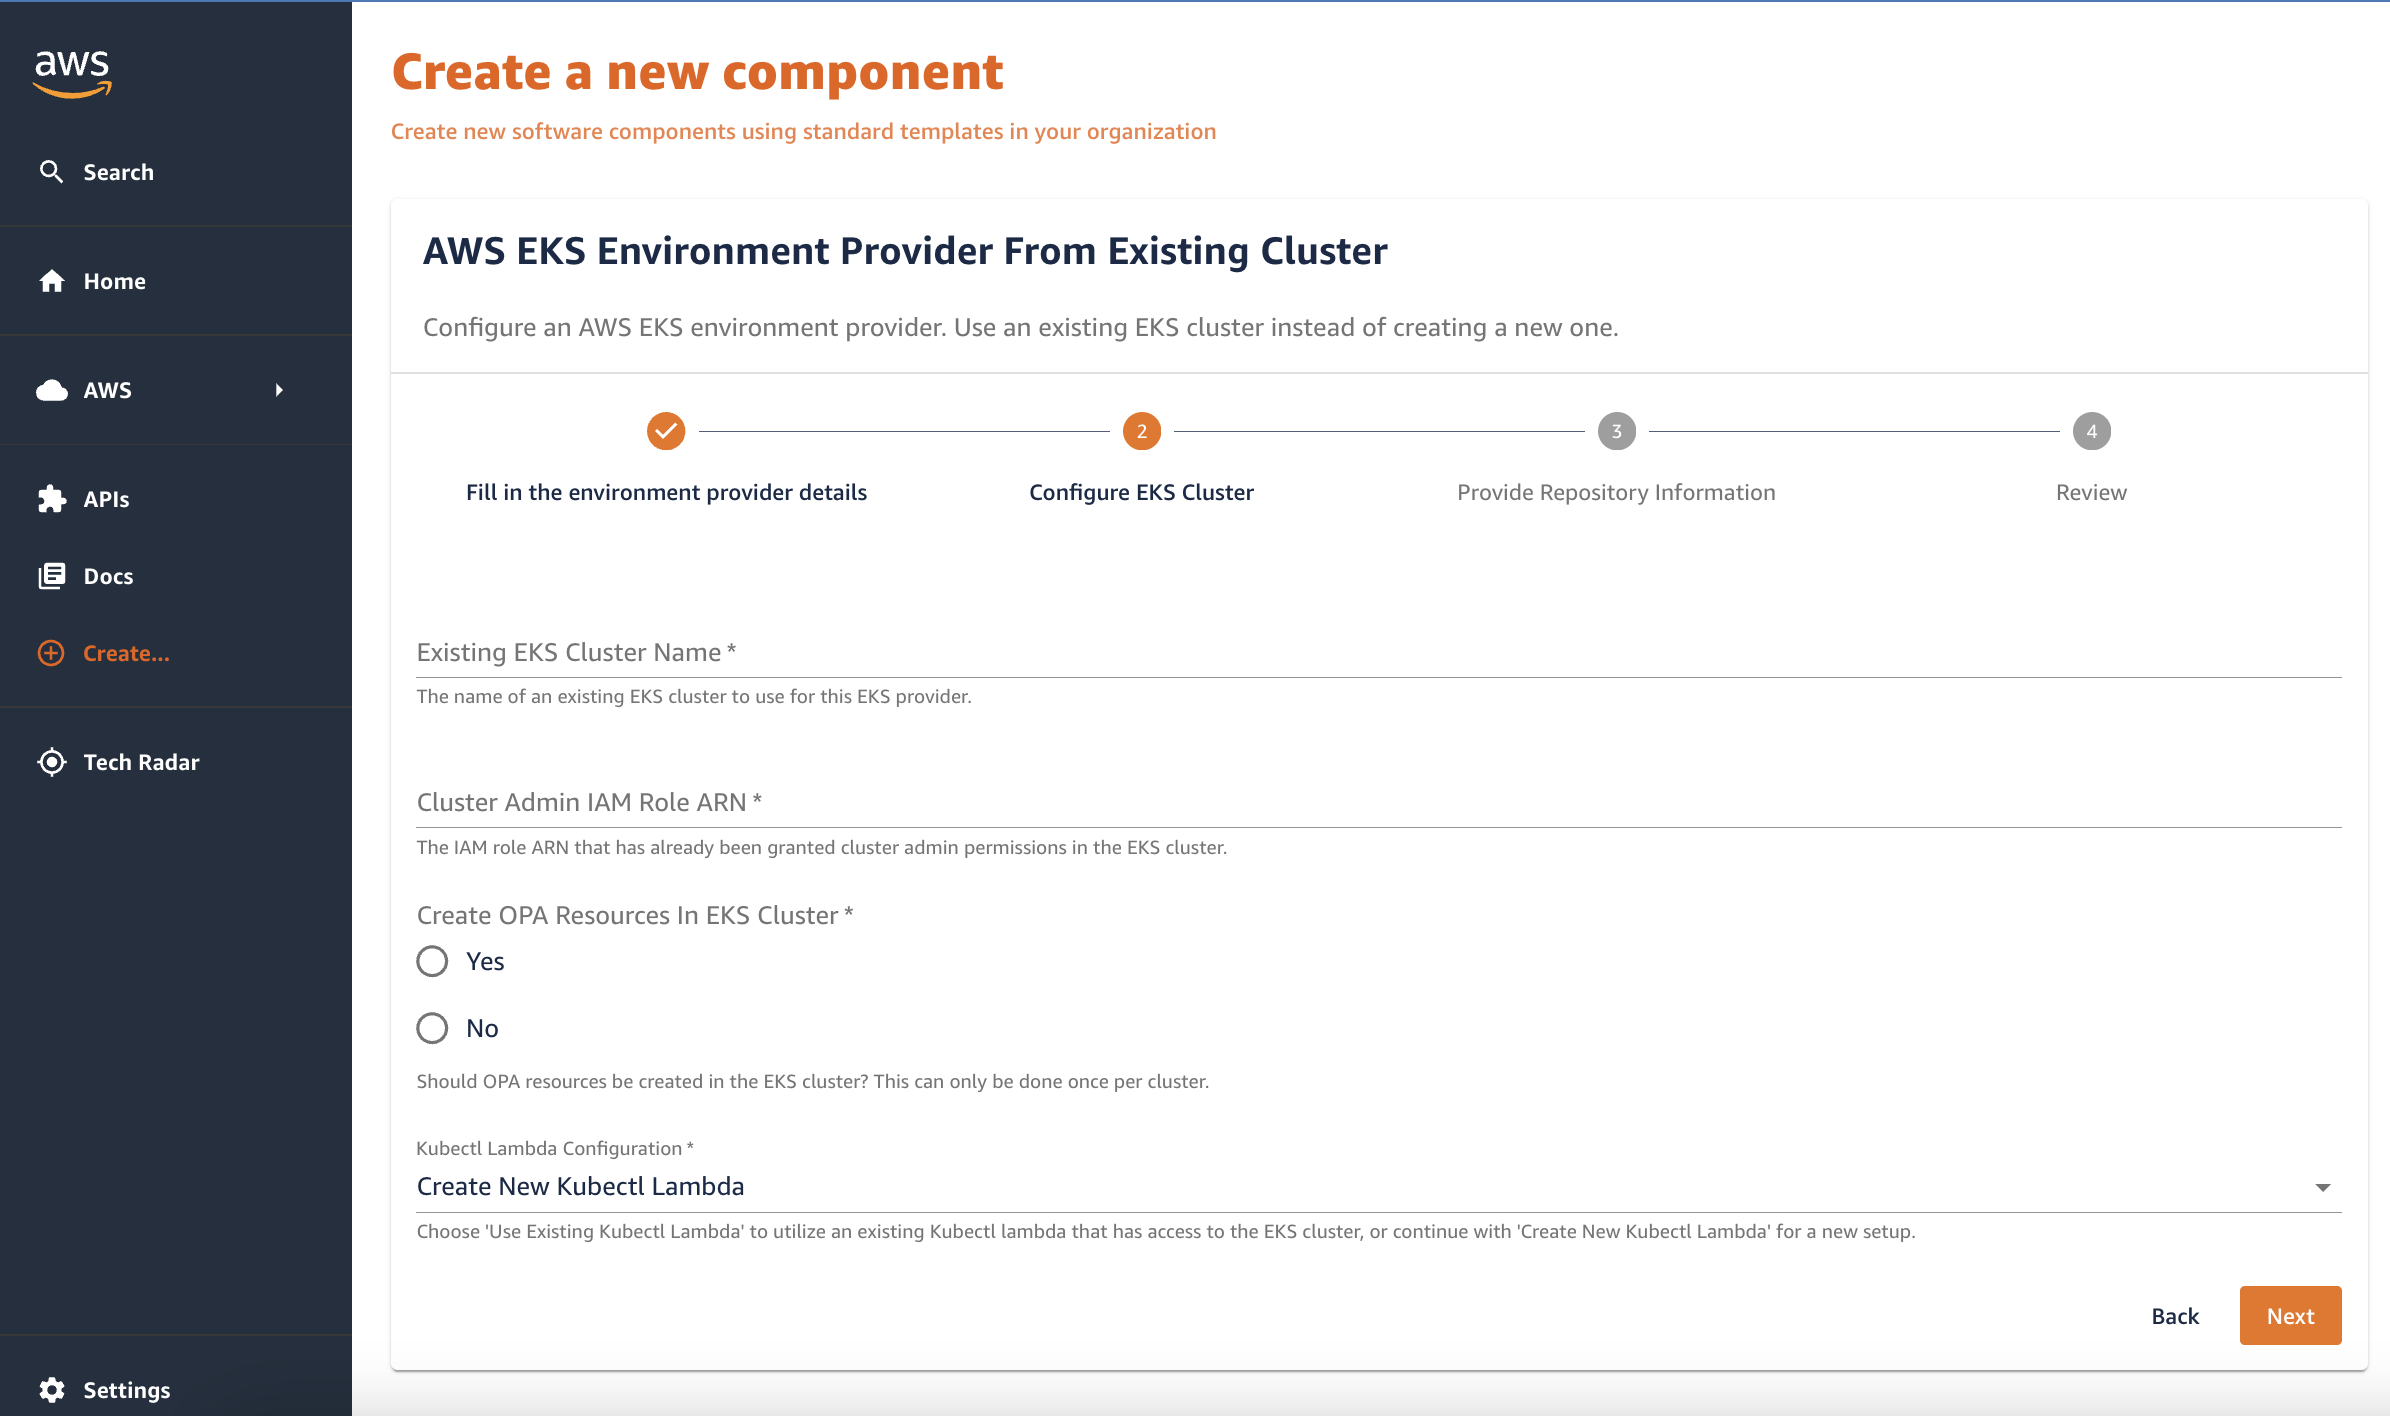 aws
Search
Home
AWS
APIs
Docs
Create...
Tech Radar
Settings
Create a new component
Create new software components using standard templates in your organization
AWS EKS Environment Provider From Existing Cluster
Configure an AWS EKS environment provider. Use an existing EKS cluster instead of creating a new one.
2
3
4
Fill in the environment provider details
Configure EKS Cluster
Provide Repository Information
Review
Existing EKS Cluster Name *
The name of an existing EKS cluster to use for this EKS provider.
Cluster Admin IAM Role ARN *
The IAM role ARN that has already been granted cluster admin permissions in the EKS cluster.
Create OPA Resources In EKS Cluster *
Yes
No
Should OPA resources be created in the EKS cluster? This can only be done once per cluster.
Kubectl Lambda Configuration *
Create New Kubectl Lambda
Choose 'Use Existing Kubectl Lambda' to utilize an existing Kubectl lambda that has access to the EKS cluster, or continue with 'Create New Kubectl Lambda' for a new setup.
Back
Next